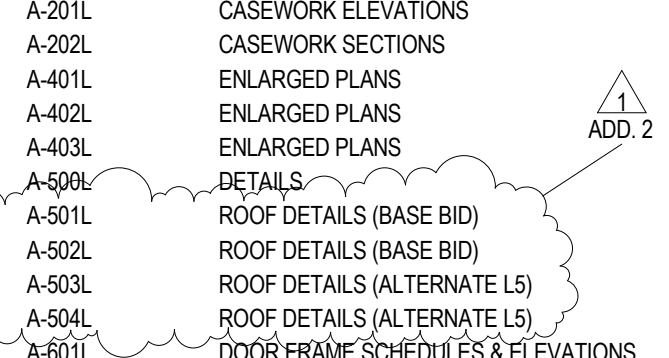 A-201L CASEWORK ELEVATIONS
A-202L CASEWORK SECTIONS
A-401L ENLARGED PLANS
A-402L ENLARGED PLANS
A-403L ENLARGED PLANS
1
ADD. 2
A-500L DETAILS
A-501L ROOF DETAILS (BASE BID)
A-502L ROOF DETAILS (BASE BID)
A-503L ROOF DETAILS (ALTERNATE L5)
A-504L ROOF DETAILS (ALTERNATE L5)
A-601L DOOR FRAME SCHEDULES & ELEVATIONS